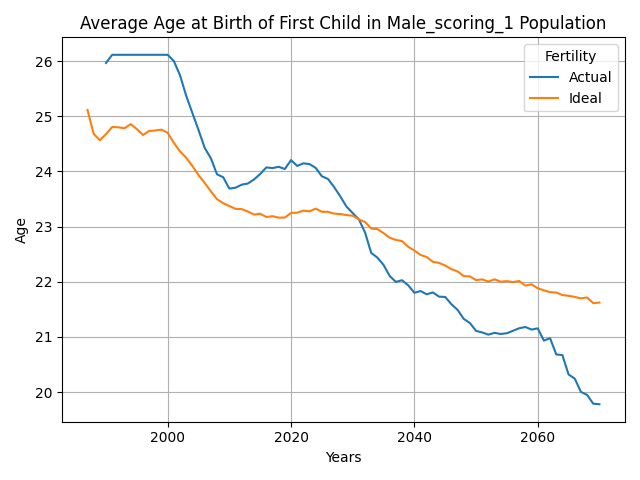 Average Age at Birth of First Child in Male_scoring_1 Population
Fertility
Actual
Ideal
Age
26
25
24
23
22
21
20
2000
2020
2040
2060
Years